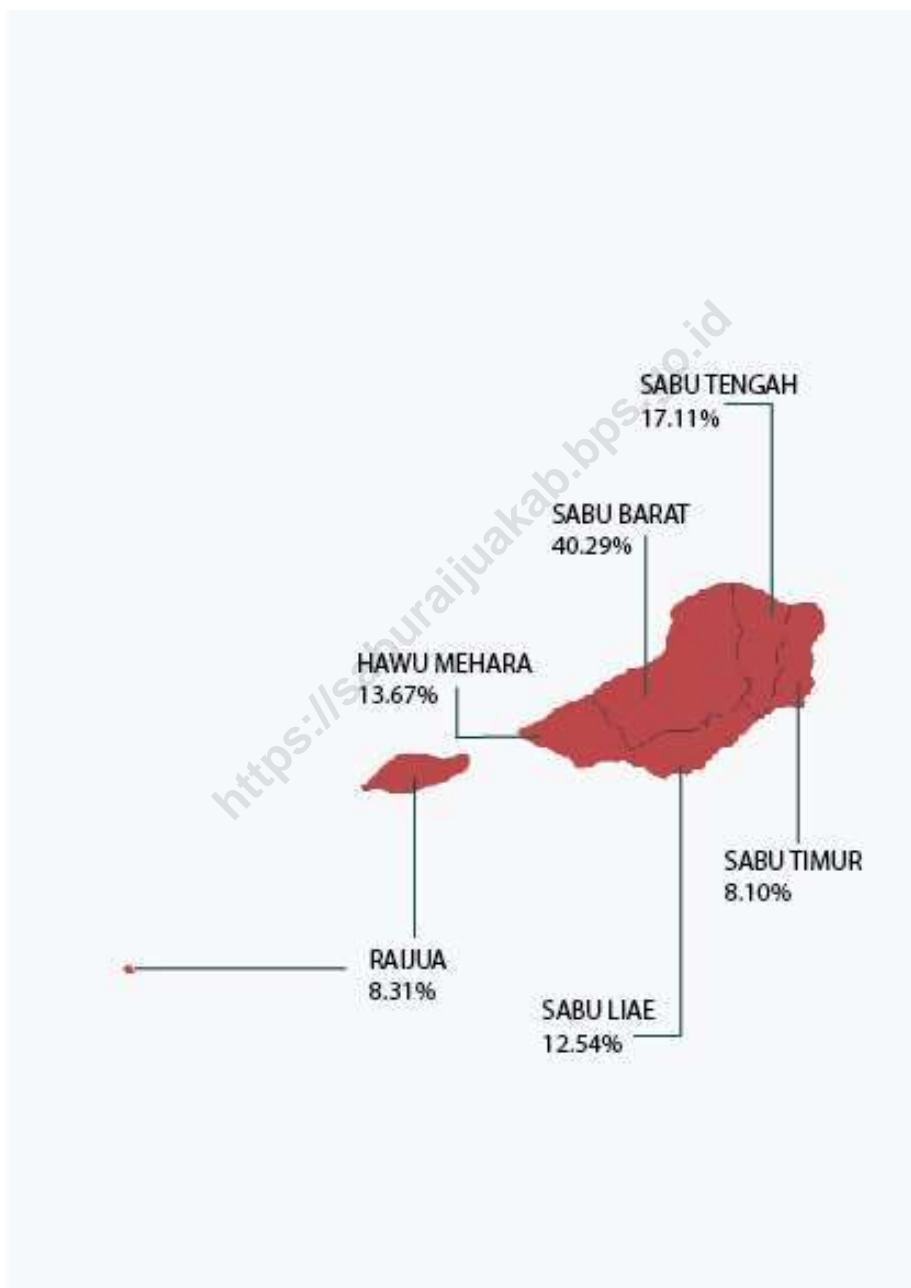 SABU TENGAH
17.11%
SABU BARAT
40.29%
HAWU MEHARA
13.67%
SABU TIMUR
8.10%
RAIJUA
8.31%
SABU LIAE
12.54%
https://saburaijuakab.bps.go.id